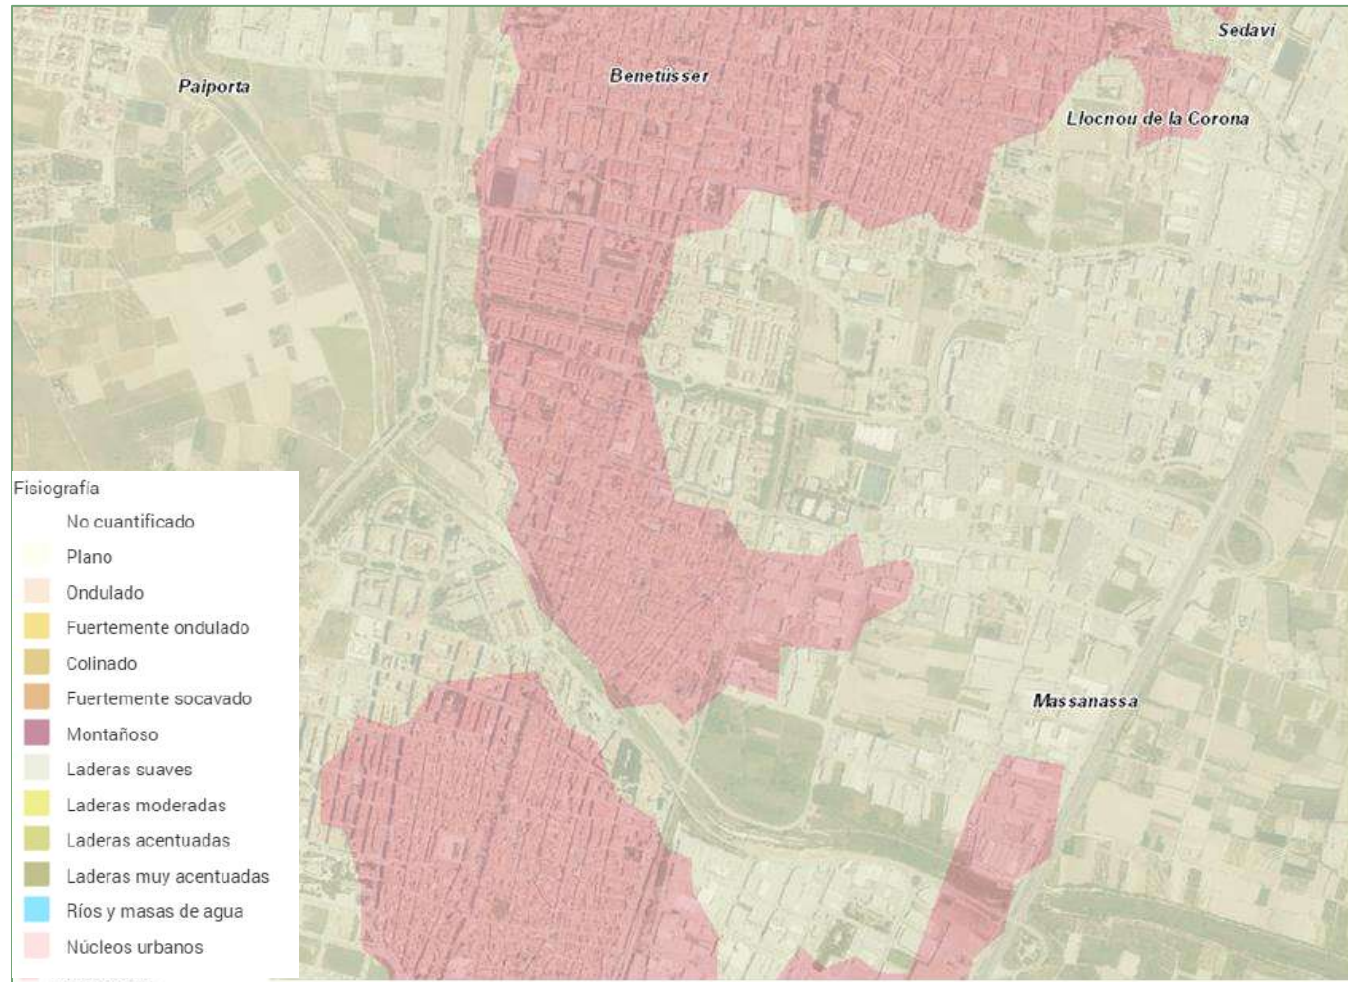 Sedaví
Benetússer
Paiporta
Llocnou de la Corona
Fisiografía
No cuantificado
Plano
Ondulado
Fuertemente ondulado
Colinado
Fuertemente socavado
Montañoso
Massanassa
Laderas suaves
Laderas moderadas
Laderas acentuadas
Laderas muy acentuadas
Ríos y masas de agua
Núcleos urbanos